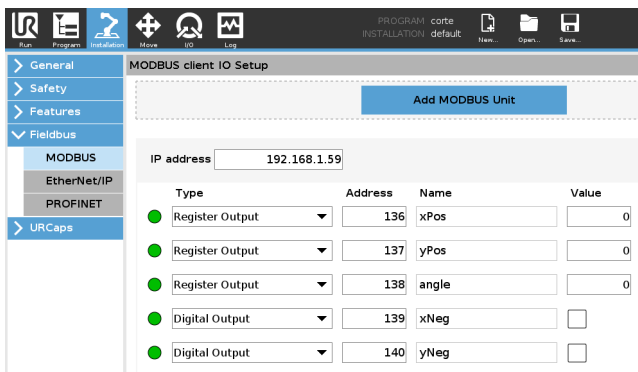 UR
PROGRAM corte
INSTALLATION default
Run Program Installation Move I/O Log New... Open... Save...
General
MODBUS client IO Setup
Safety
Add MODBUS Unit
Features
Fieldbus
MODBUS
IP address 192.168.1.59
EtherNet/IP
Type Address Name Value
PROFINET
Register Output 136 xPos 0
URCaps
Register Output 137 yPos 0
Register Output 138 angle 0
Digital Output 139 xNeg
Digital Output 140 yNeg